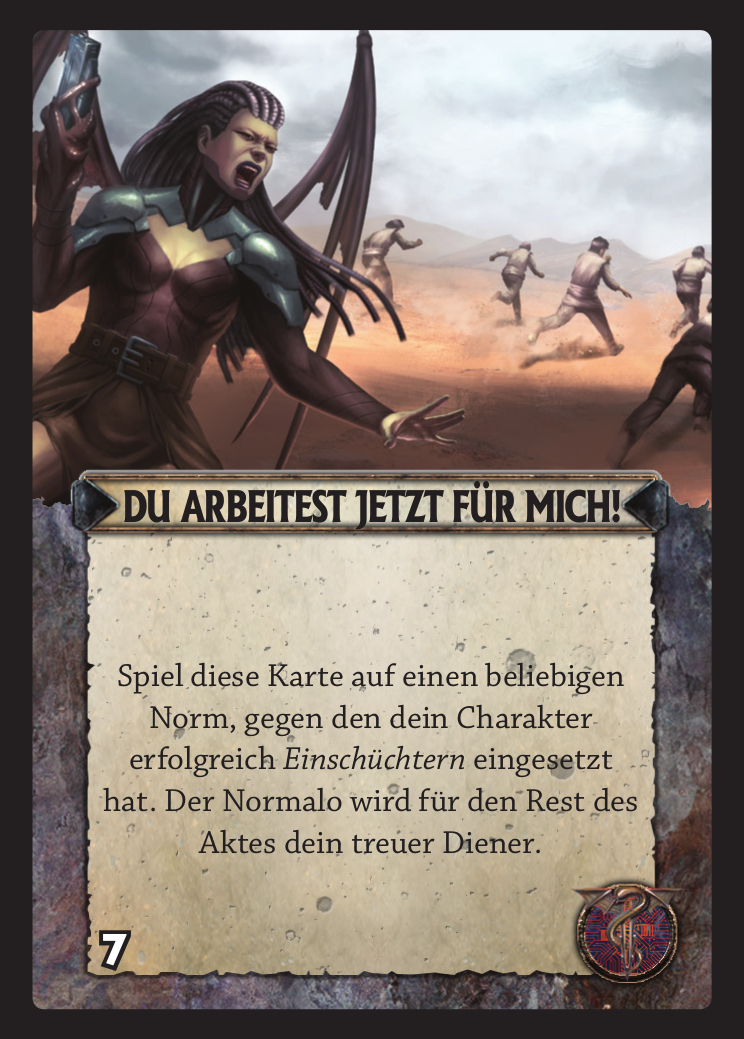 DU ARBEITEST JETZT FÜR MICH!
Spiel diese Karte auf einen beliebigen
Norm, gegen den dein Charakter
erfolgreich Einschüchtern eingesetzt
hat. Der Normalo wird für den Rest des
Aktes dein treuer Diener.
7